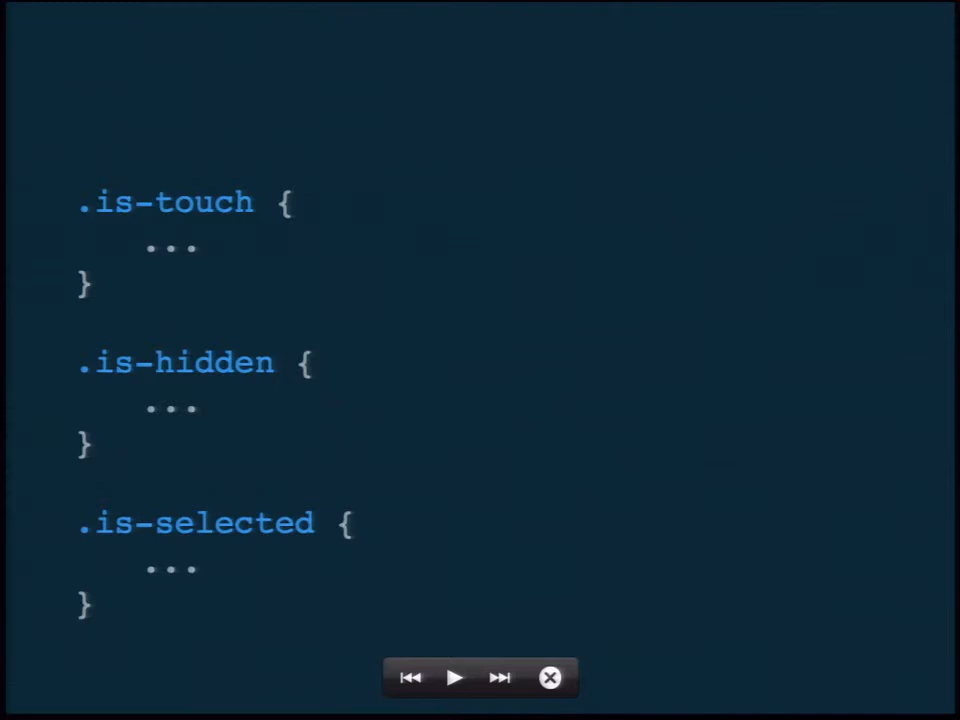 .is-touch {
...
}
.is-hidden {
...
}
.is-selected {
...
}